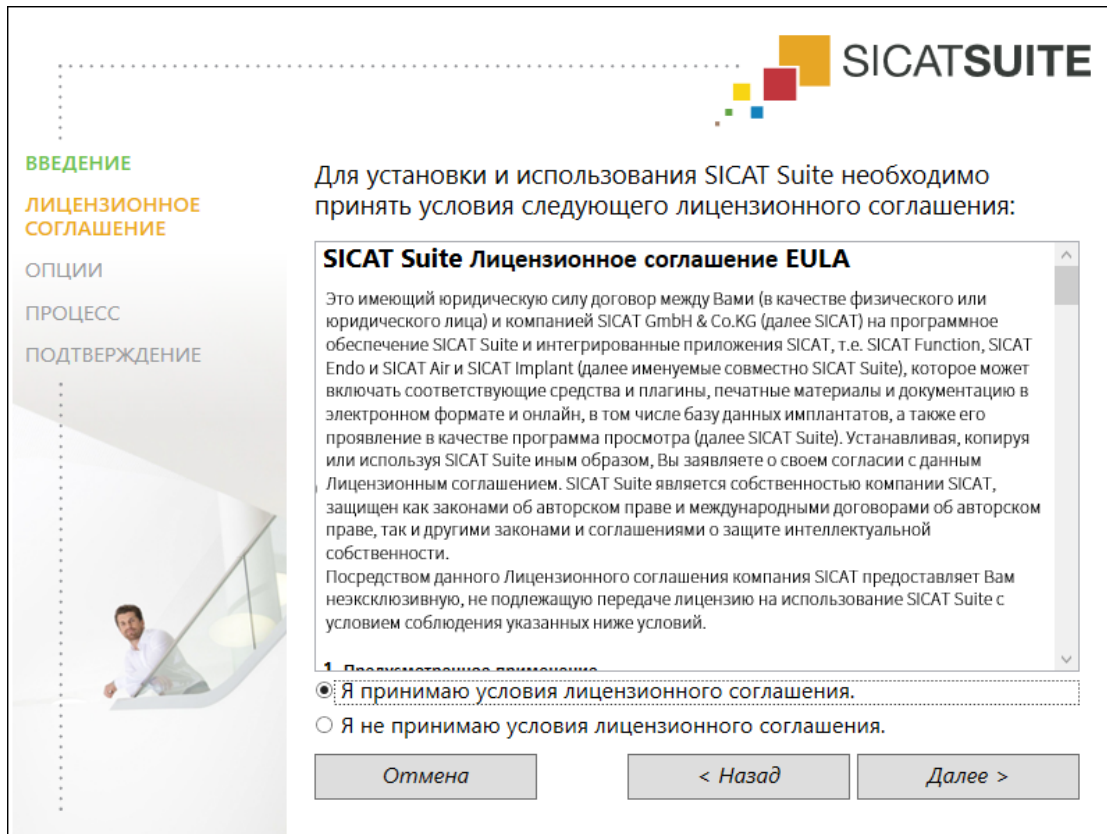 SICATSUITE
ВВЕДЕНИЕ
ЛИЦЕНЗИОННОЕ
СОГЛАШЕНИЕ
ОПЦИИ
ПРОЦЕСС
ПОДТВЕРЖДЕНИЕ
Для установки и использования SICAT Suite необходимо
принять условия следующего лицензионного соглашения:
SICAT Suite Лицензионное соглашение EULA
Это имеющий юридическую силу договор между Вами (в качестве физического или
юридического лица) и компанией SICAT GmbH & Co.KG (далее SICAT) на программное
обеспечение SICAT Suite и интегрированные приложения SICAT, т.е. SICAT Function, SICAT
Endo и SICAT Air и SICAT Implant (далее именуемые совместно SICAT Suite), которое может
включать соответствующие средства и плагины, печатные материалы и документацию в
электронном формате и онлайн, в том числе базу данных имплантатов, а также его
проявление в качестве программа просмотра (далее SICAT Suite). Устанавливая, копируя
или используя SICAT Suite иным образом, Вы заявляете о своем согласии с данным
Лицензионным соглашением. SICAT Suite является собственностью компании SICAT,
защищен как законами об авторском праве и международными договорами об авторском
праве, так и другими законами и соглашениями о защите интеллектуальной
собственности.
Посредством данного Лицензионного соглашения компания SICAT предоставляет Вам
неэксклюзивную, не подлежащую передаче лицензию на использование SICAT Suite с
условием соблюдения указанных ниже условий.
1. Предусмотренное применение
Я принимаю условия лицензионного соглашения.
Я не принимаю условия лицензионного соглашения.
Отмена
< Назад
Далее >